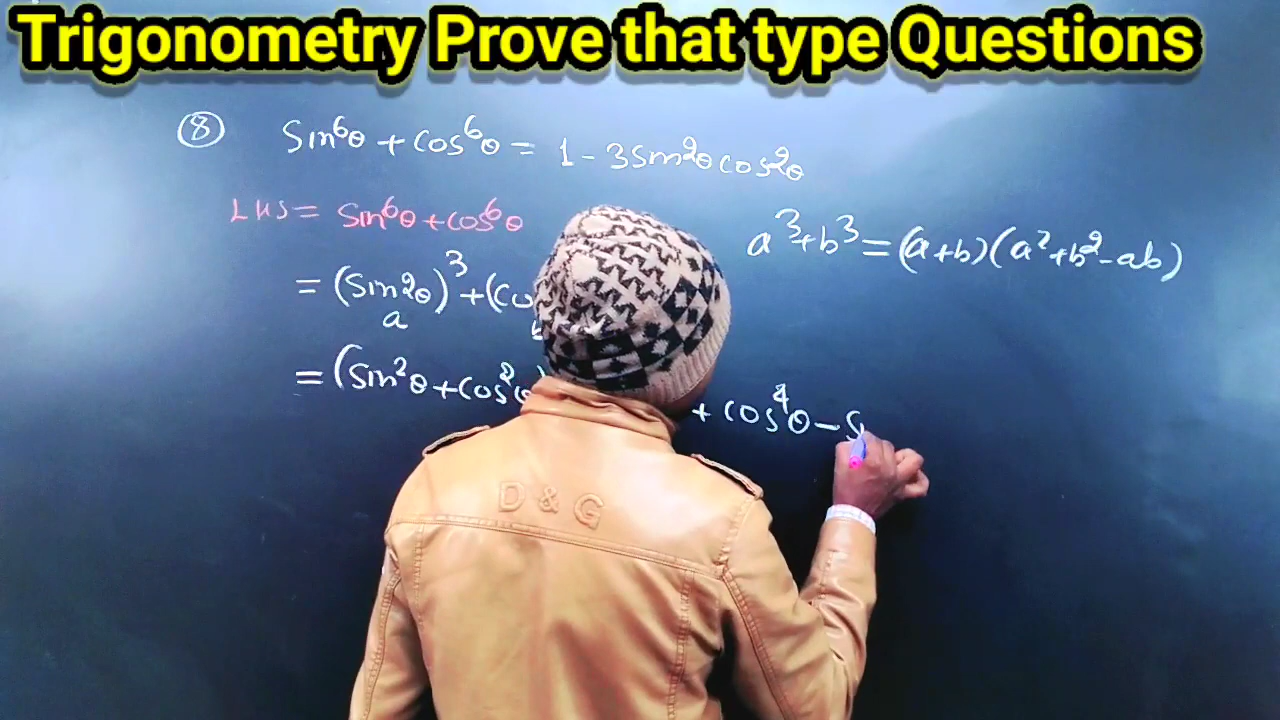 Trigonometry Prove that type Questions
⑧ Sin⁶θ + Cos⁶θ = 1 - 3Sin²θCos²θ
LHS = Sin⁶θ + Cos⁶θ
a³+b³ = (a+b)(a²+b²-ab)
= (Sin²θ)³ + (Co
a
= (Sin²θ + Cos²θ) + Cos⁴θ - S
D & G